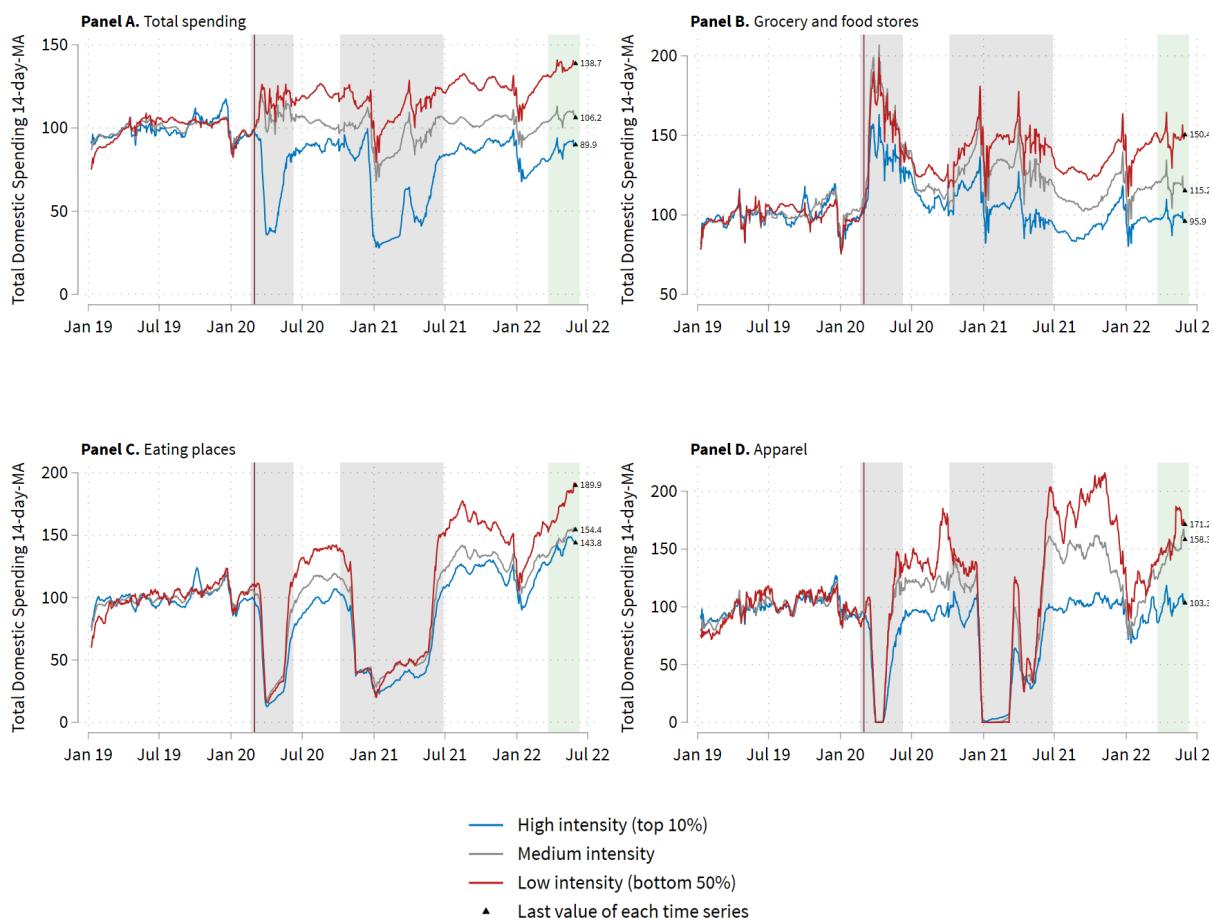 Panel A. Total spending
Total Domestic Spending 14-day-MA
150
100
50
0
138.7
106.2
89.9
Jan 19 Jul 19 Jan 20 Jul 20 Jan 21 Jul 21 Jan 22 Jul 22
Panel B. Grocery and food stores
Total Domestic Spending 14-day-MA
200
150
100
50
150.4
115.2
95.9
Jan 19 Jul 19 Jan 20 Jul 20 Jan 21 Jul 21 Jan 22 Jul 22
Panel C. Eating places
Total Domestic Spending 14-day-MA
200
150
100
50
0
189.9
154.4
143.8
Jan 19 Jul 19 Jan 20 Jul 20 Jan 21 Jul 21 Jan 22 Jul 22
Panel D. Apparel
Total Domestic Spending 14-day-MA
200
150
100
50
0
171.2
158.3
103.3
Jan 19 Jul 19 Jan 20 Jul 20 Jan 21 Jul 21 Jan 22 Jul 22
High intensity (top 10%)
Medium intensity
Low intensity (bottom 50%)
Last value of each time series